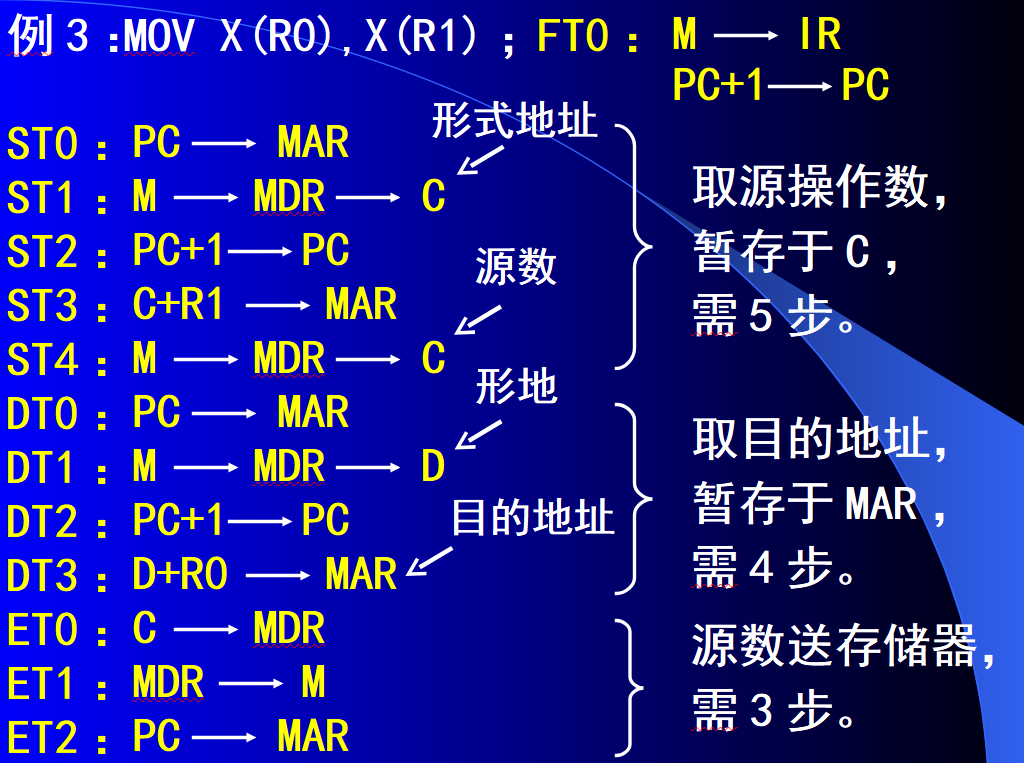 例3:MOV X(R0),X(R1);FT0: M → IR
PC+1→PC
形式地址
ST0:PC → MAR
ST1:M → MDR → C
ST2:PC+1→PC
源数
ST3:C+R1 → MAR
ST4:M → MDR → C
取源操作数,
暂存于C,
需5步。
形地
DT0:PC → MAR
DT1:M → MDR → D
DT2:PC+1→PC
目的地址
DT3:D+R0 → MAR
取目的地址,
暂存于MAR,
需4步。
ET0:C → MDR
ET1:MDR → M
ET2:PC → MAR
源数送存储器,
需3步。